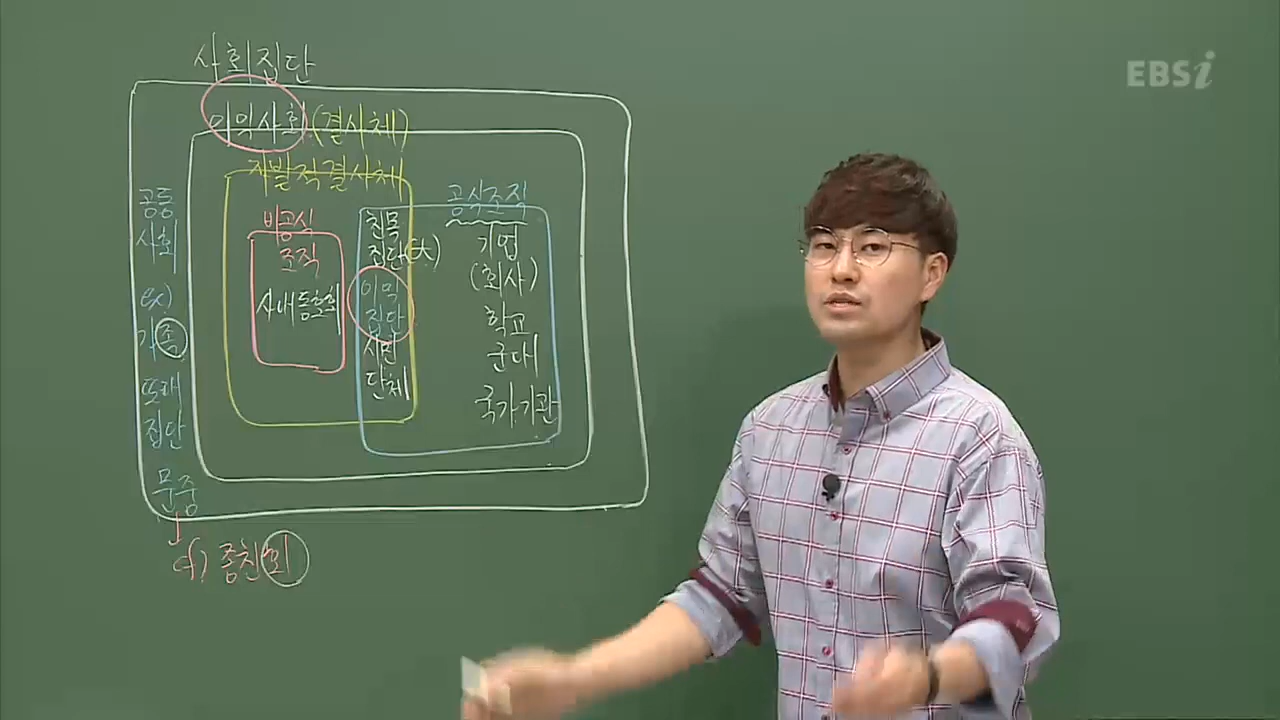 사회집단
EBSi
이익사회(결사체)
자발적결사체
공동
사회
ex)
가족
또래
집단
문중
비공식
조직
사내동호회
친목
집단(ex)
이익
집단
시민
단체
공식조직
기업
(회사)
학교
군대
국가기관
cf) 종친회